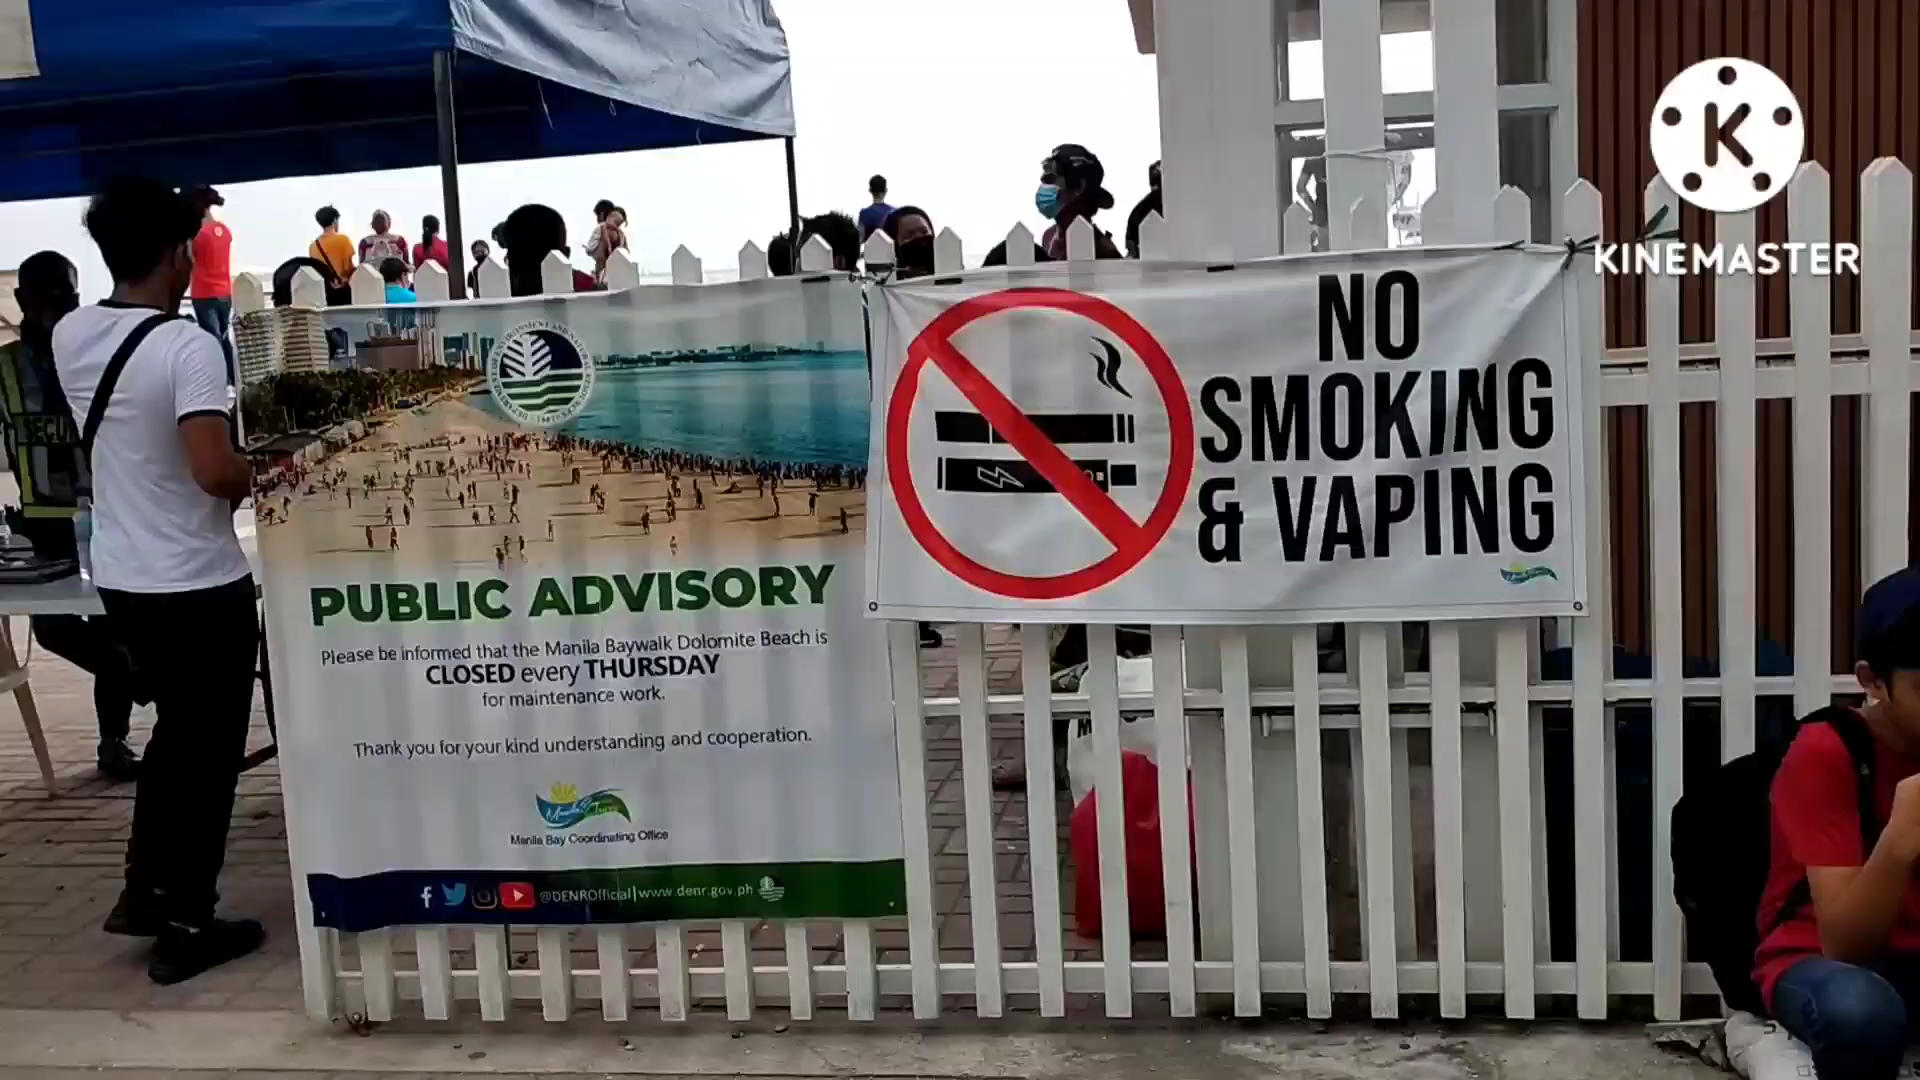 PUBLIC ADVISORY
Please be informed that the Manila Baywalk Dolomite Beach is
CLOSED every THURSDAY
for maintenance work.
Thank you for your kind understanding and cooperation.
Manila Bay Coordinating Office
@DENROfficial|www.denr.gov.ph
NO
SMOKING
& VAPING
K
KINEMASTER
SECU